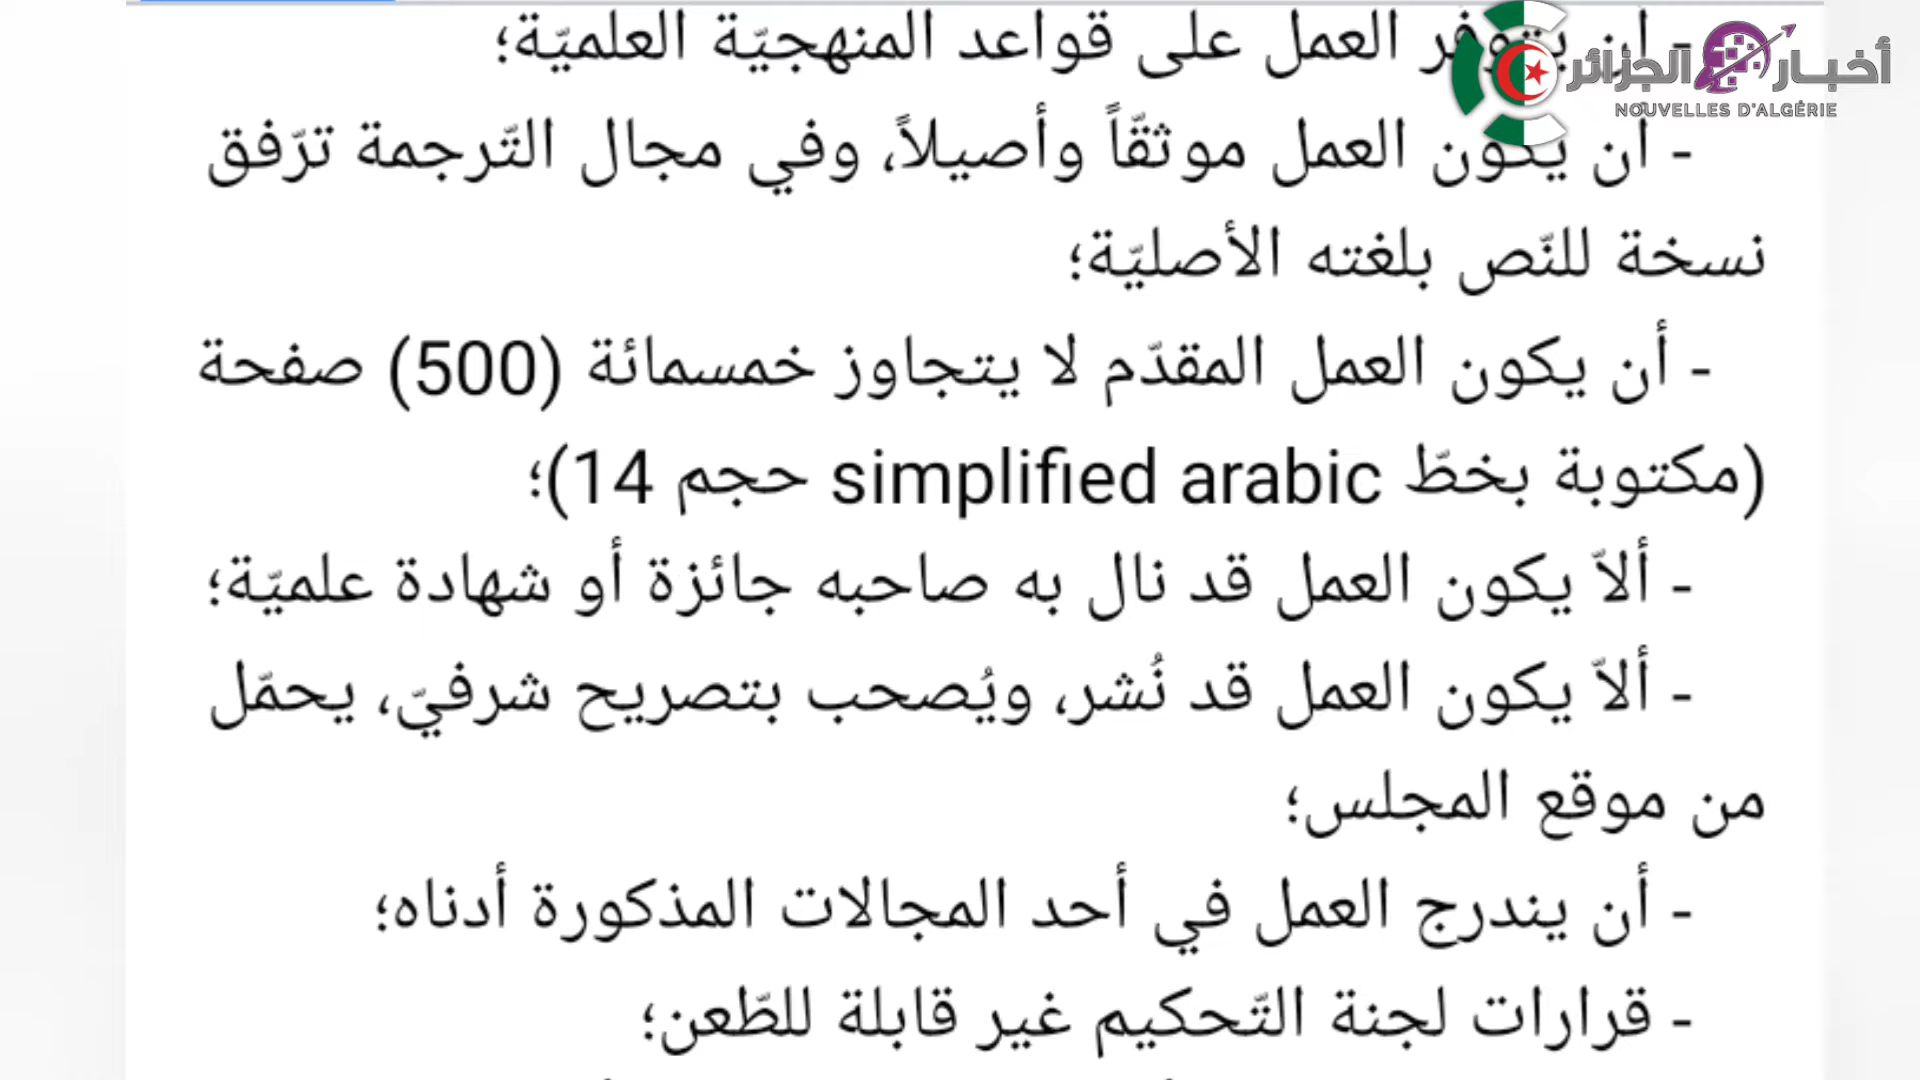 - أن يتوفر العمل على قواعد المنهجيّة العلميّة؛
أخبار الجزائر
NOUVELLES D'ALGÉRIE
- أن يكون العمل موثقّاً وأصيلاً، وفي مجال التّرجمة ترّفق
نسخة للنّص بلغته الأصليّة؛
- أن يكون العمل المقدّم لا يتجاوز خمسمائة (500) صفحة
(مكتوبة بخطّ simplified arabic حجم 14)؛
- ألاّ يكون العمل قد نال به صاحبه جائزة أو شهادة علميّة؛
- ألاّ يكون العمل قد نُشر، ويُصحب بتصريح شرفيّ، يحمّل
من موقع المجلس؛
- أن يندرج العمل في أحد المجالات المذكورة أدناه؛
- قرارات لجنة التّحكيم غير قابلة للطّعن؛